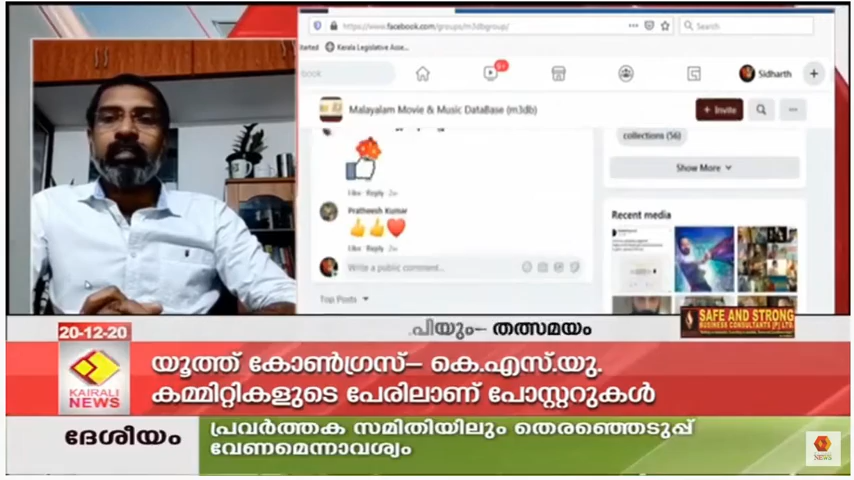 https://www.facebook.com/groups/m3dbgroup/
Search
Kerala Legislative Asse...
book
9+
Sidharth
Malayalam Movie & Music DataBase (m3db)
+ Invite
collections (56)
Like · Reply · 2w
Show More
Pratheesh Kumar
Recent media
Like · Reply · 2w
Write a public comment...
Top Posts
20-12-20
പിയും– തത്സമയം
SAFE AND STRONG
BUSINESS CONSULTANTS [P] LTD.
KAIRALI
NEWS
യൂത്ത് കോൺഗ്രസ്– കെ.എസ്.യു.
കമ്മിറ്റികളുടെ പേരിലാണ് പോസ്റ്ററുകൾ
ദേശീയം
പ്രവർത്തക സമിതിയിലും തെരഞ്ഞെടുപ്പ്
വേണമെന്നാവശ്യം
NEWS